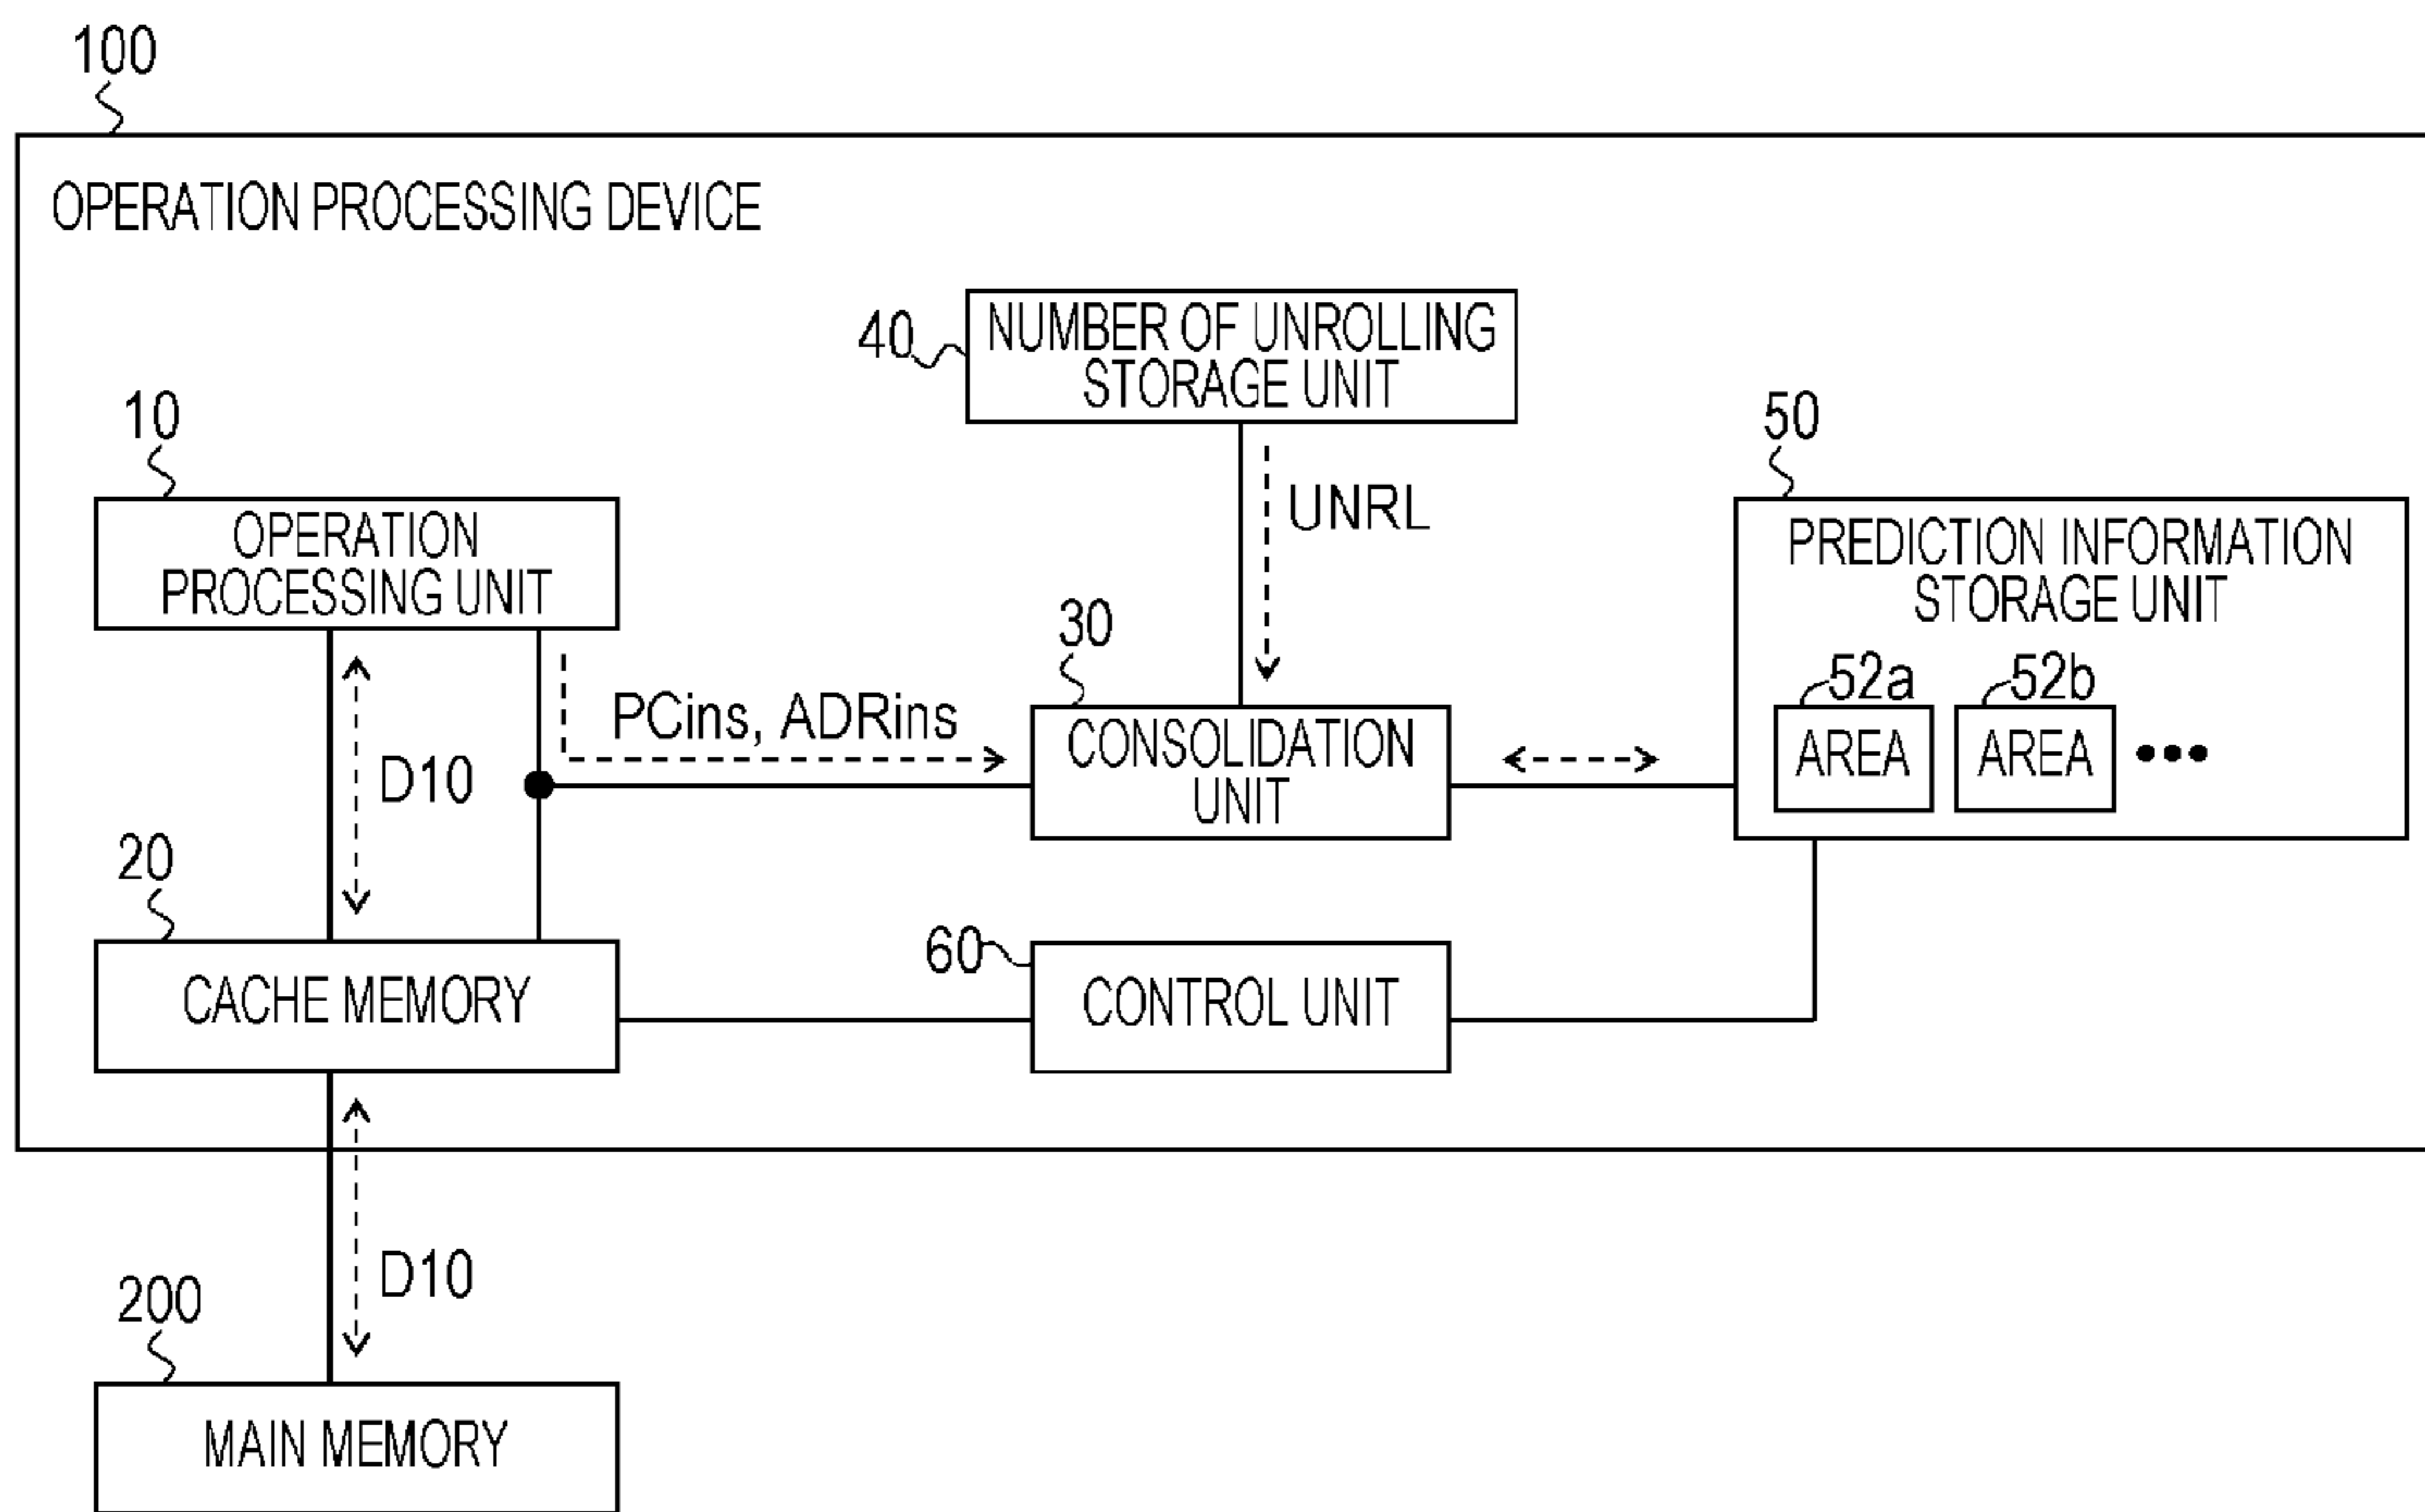 100
OPERATION PROCESSING DEVICE
40
NUMBER OF UNROLLING
STORAGE UNIT
10
OPERATION
PROCESSING UNIT
UNRL
50
PREDICTION INFORMATION
STORAGE UNIT
52a
52b
AREA
AREA
•••
D10
PCins, ADRins
30
CONSOLIDATION
UNIT
20
CACHE MEMORY
60
CONTROL UNIT
D10
200
MAIN MEMORY